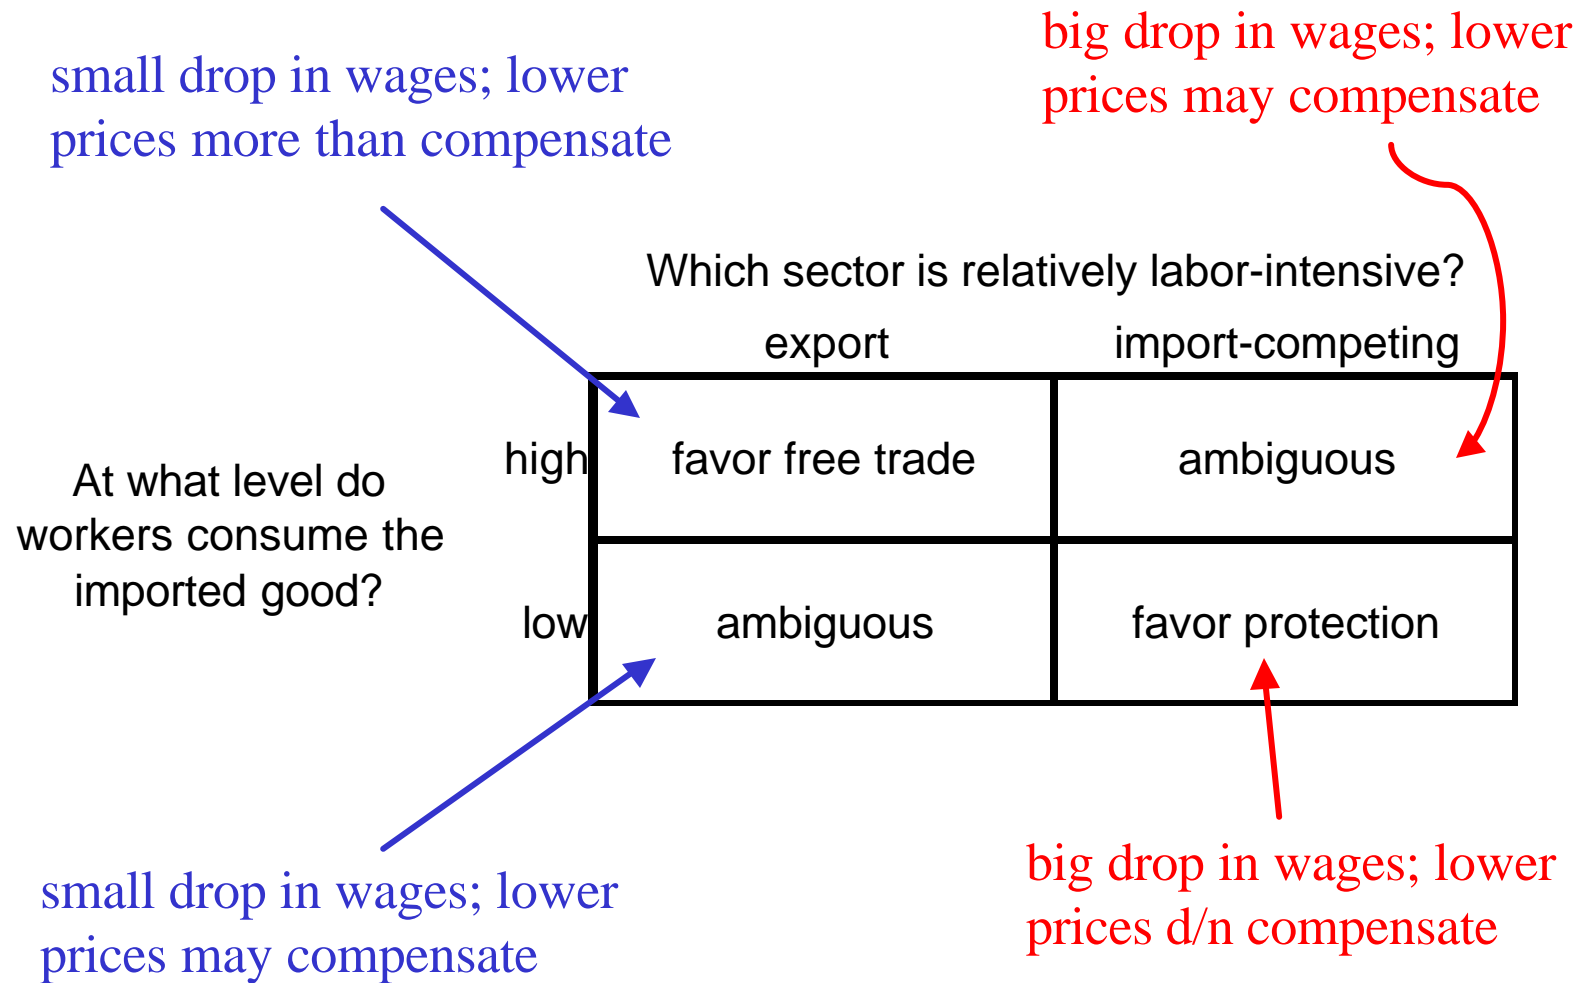 big drop in wages; lower
prices may compensate
small drop in wages; lower
prices more than compensate
Which sector is relatively labor-intensive?
export import-competing
At what level do
workers consume the
imported good?
high favor free trade ambiguous
low ambiguous favor protection
small drop in wages; lower
prices may compensate
big drop in wages; lower
prices d/n compensate